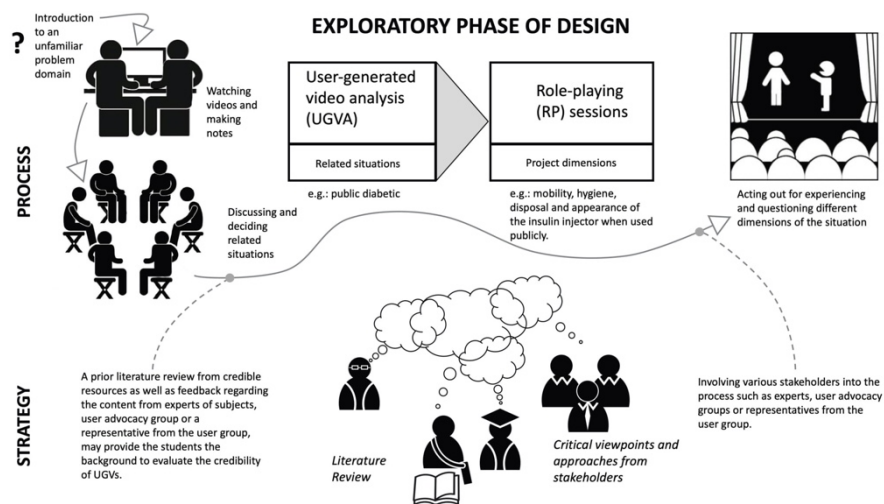 EXPLORATORY PHASE OF DESIGN
?
Introduction
to an
unfamiliar
problem
domain
Watching
videos and
making
notes
PROCESS
User-generated
video analysis
(UGVA)
Related situations
e.g.: public diabetic
Role-playing
(RP) sessions
Project dimensions
e.g.: mobility, hygiene,
disposal and appearance of
the insulin injector when used
publicly.
Acting out for experiencing
and questioning different
dimensions of the situation
Discussing and
deciding
related
situations
STRATEGY
A prior literature review from credible
resources as well as feedback regarding
the content from experts of subjects,
user advocacy group or a
representative from the user group,
may provide the students the
background to evaluate the credibility
of UGVs.
Literature
Review
Critical viewpoints and
approaches from
stakeholders
Involving various stakeholders into the
process such as experts, user advocacy
groups or representatives from the
user group.